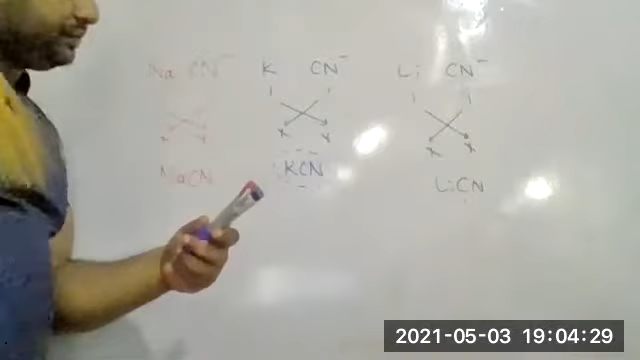 Na CN⁻ K CN⁻ Li CN⁻
1 1 1 1
NaCN KCN LiCN
2021-05-03 19:04:29